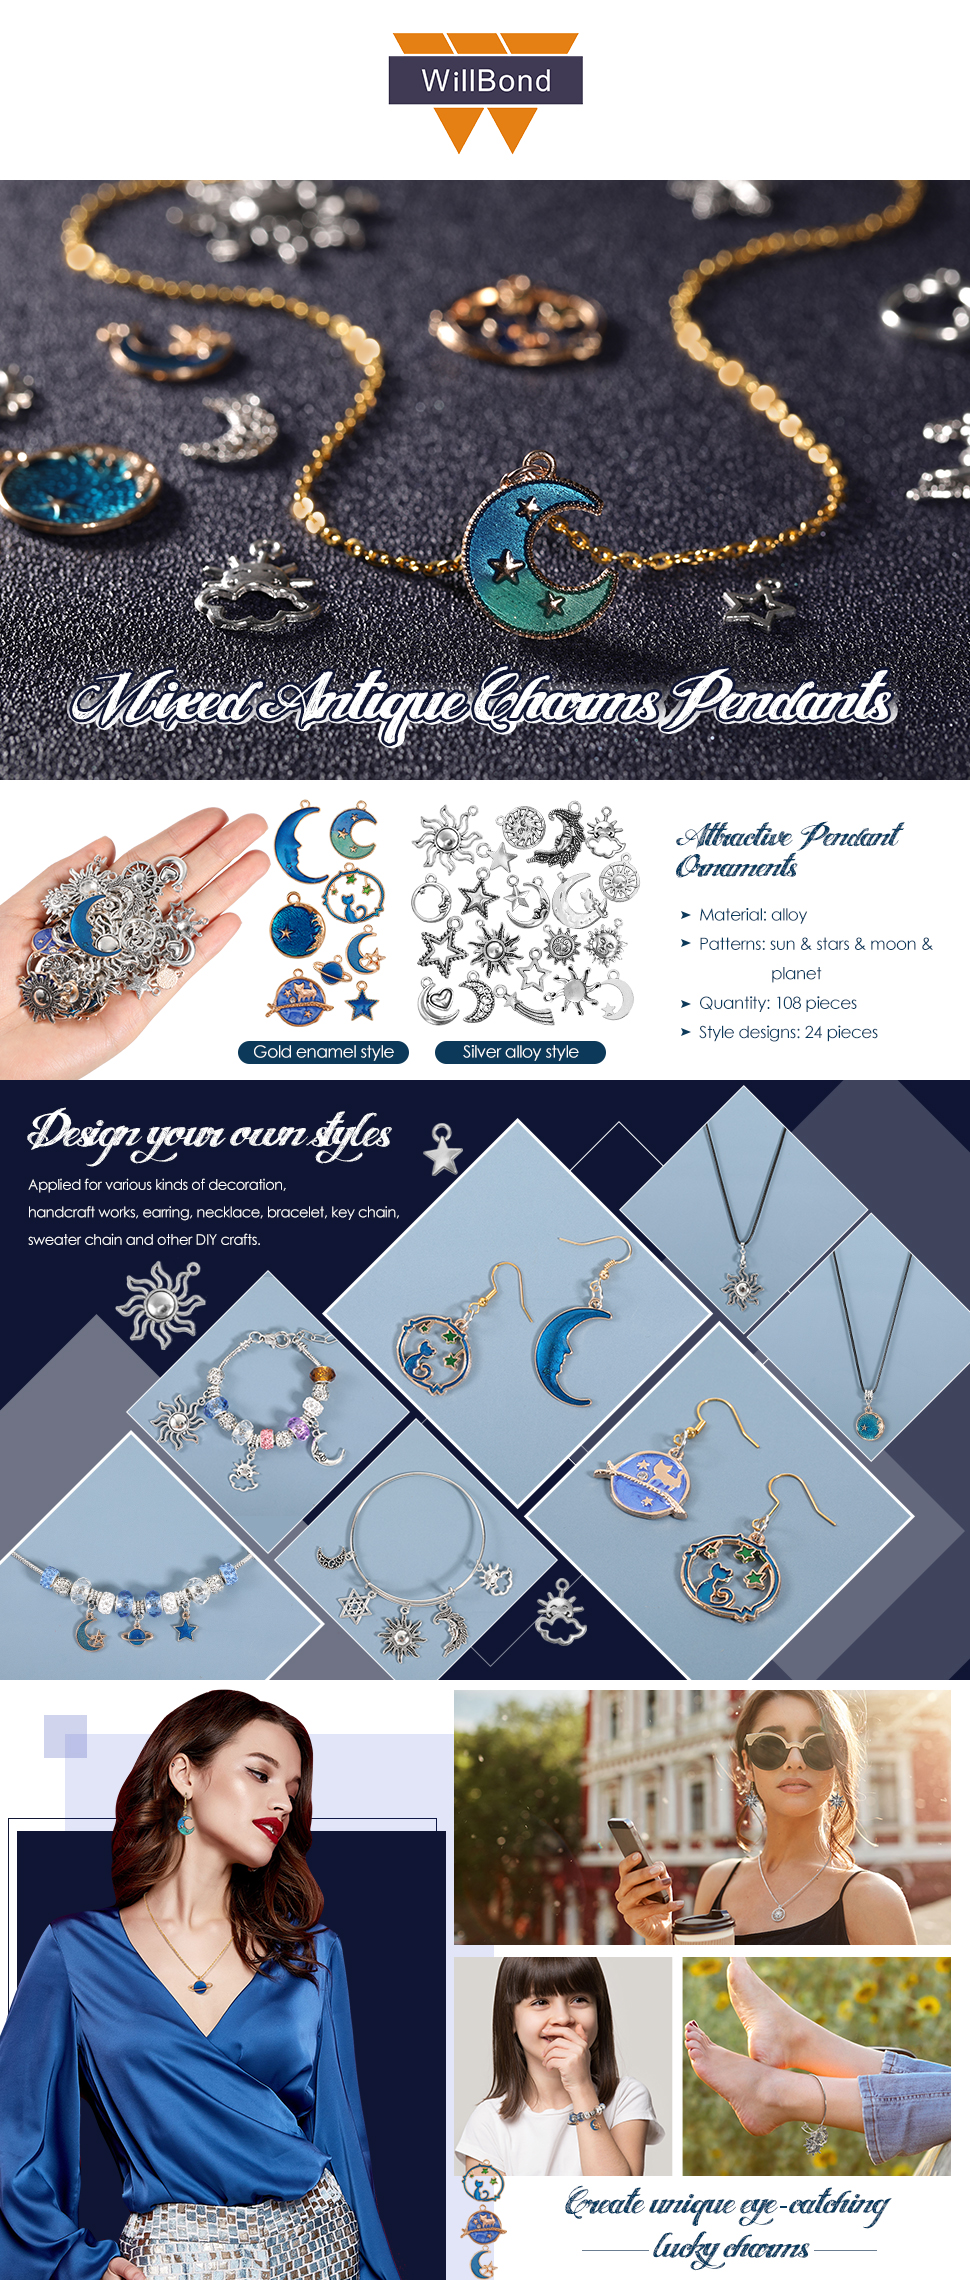 WillBond
Mixed Antique Charms Pendants
Gold enamel style
Silver alloy style
Attractive Pendant
Ornaments
➤ Material: alloy
➤ Patterns: sun & stars & moon &
planet
➤ Quantity: 108 pieces
➤ Style designs: 24 pieces
Design your own styles
Applied for various kinds of decoration,
handcraft works, earring, necklace, bracelet, key chain,
sweater chain and other DIY crafts.
Create unique eye-catching
lucky charms